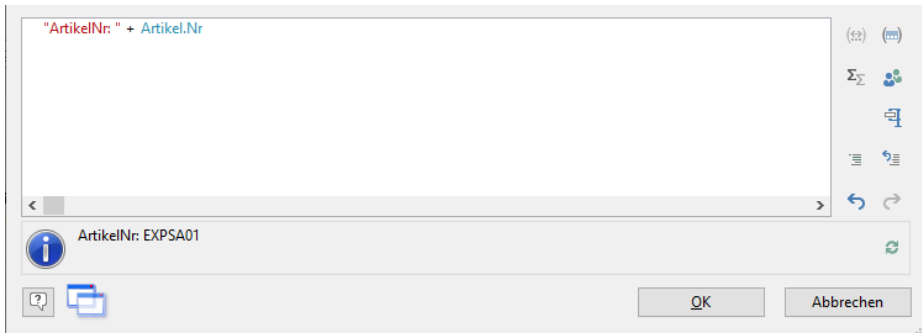 "ArtikelNr: " + Artikel.Nr
ArtikelNr: EXPSA01
OK
Abbrechen